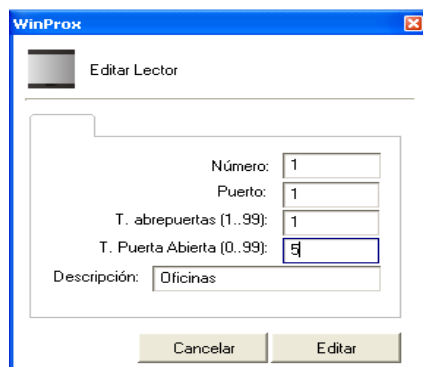 WinProx
Editar Lector
Número: 1
Puerto: 1
T. abrepuertas (1..99): 1
T. Puerta Abierta (0..99): 5
Descripción: Oficinas
Cancelar Editar